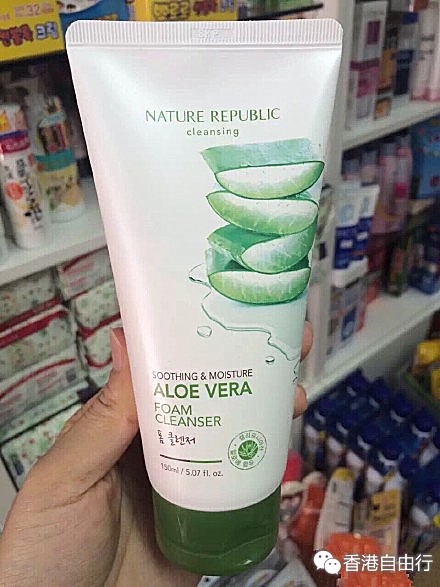 NATURE REPUBLIC
cleansing
SOOTHING & MOISTURE
ALOE VERA
FOAM
CLEANSER
폼 클렌저
150ml / 5.07 fl. oz.
香港自由行